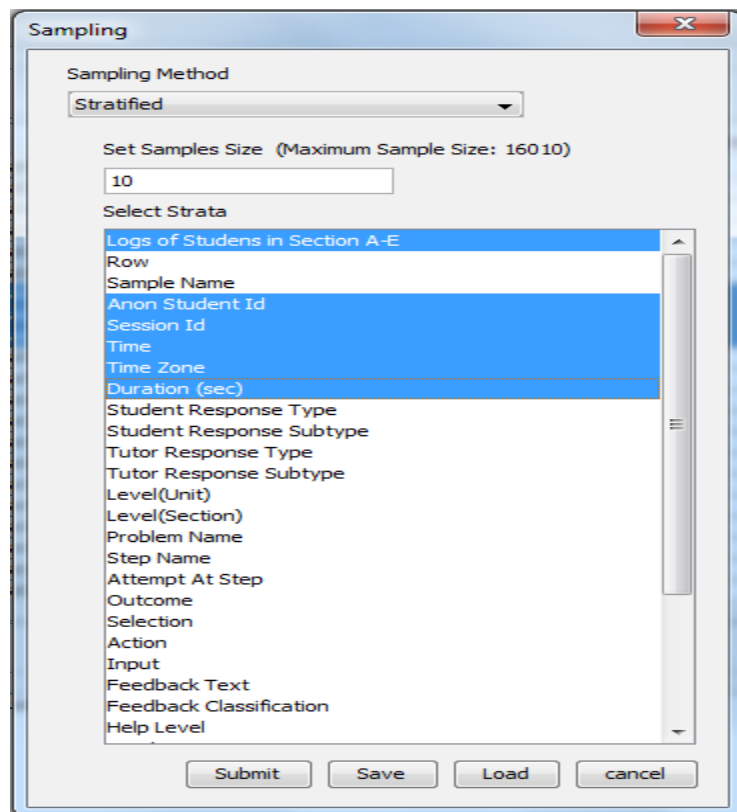 Sampling
Sampling Method
Stratified
Set Samples Size (Maximum Sample Size: 16010)
10
Select Strata
Logs of Studens in Section A-E
Row
Sample Name
Anon Student Id
Session Id
Time
Time Zone
Duration (sec)
Student Response Type
Student Response Subtype
Tutor Response Type
Tutor Response Subtype
Level(Unit)
Level(Section)
Problem Name
Step Name
Attempt At Step
Outcome
Selection
Action
Input
Feedback Text
Feedback Classification
Help Level
Submit Save Load cancel